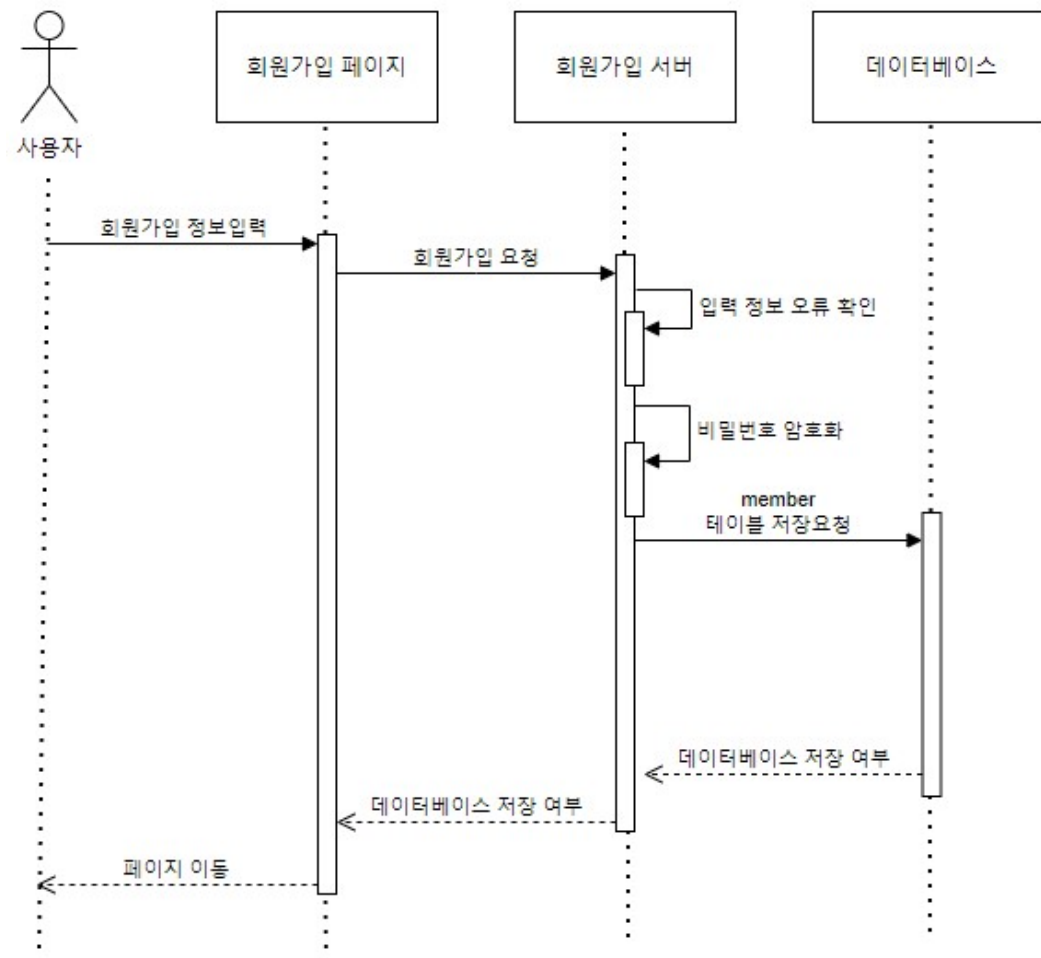 회원가입 페이지
회원가입 서버
데이터베이스
사용자
회원가입 정보입력
회원가입 요청
입력 정보 오류 확인
비밀번호 암호화
member
테이블 저장요청
데이터베이스 저장 여부
데이터베이스 저장 여부
페이지 이동